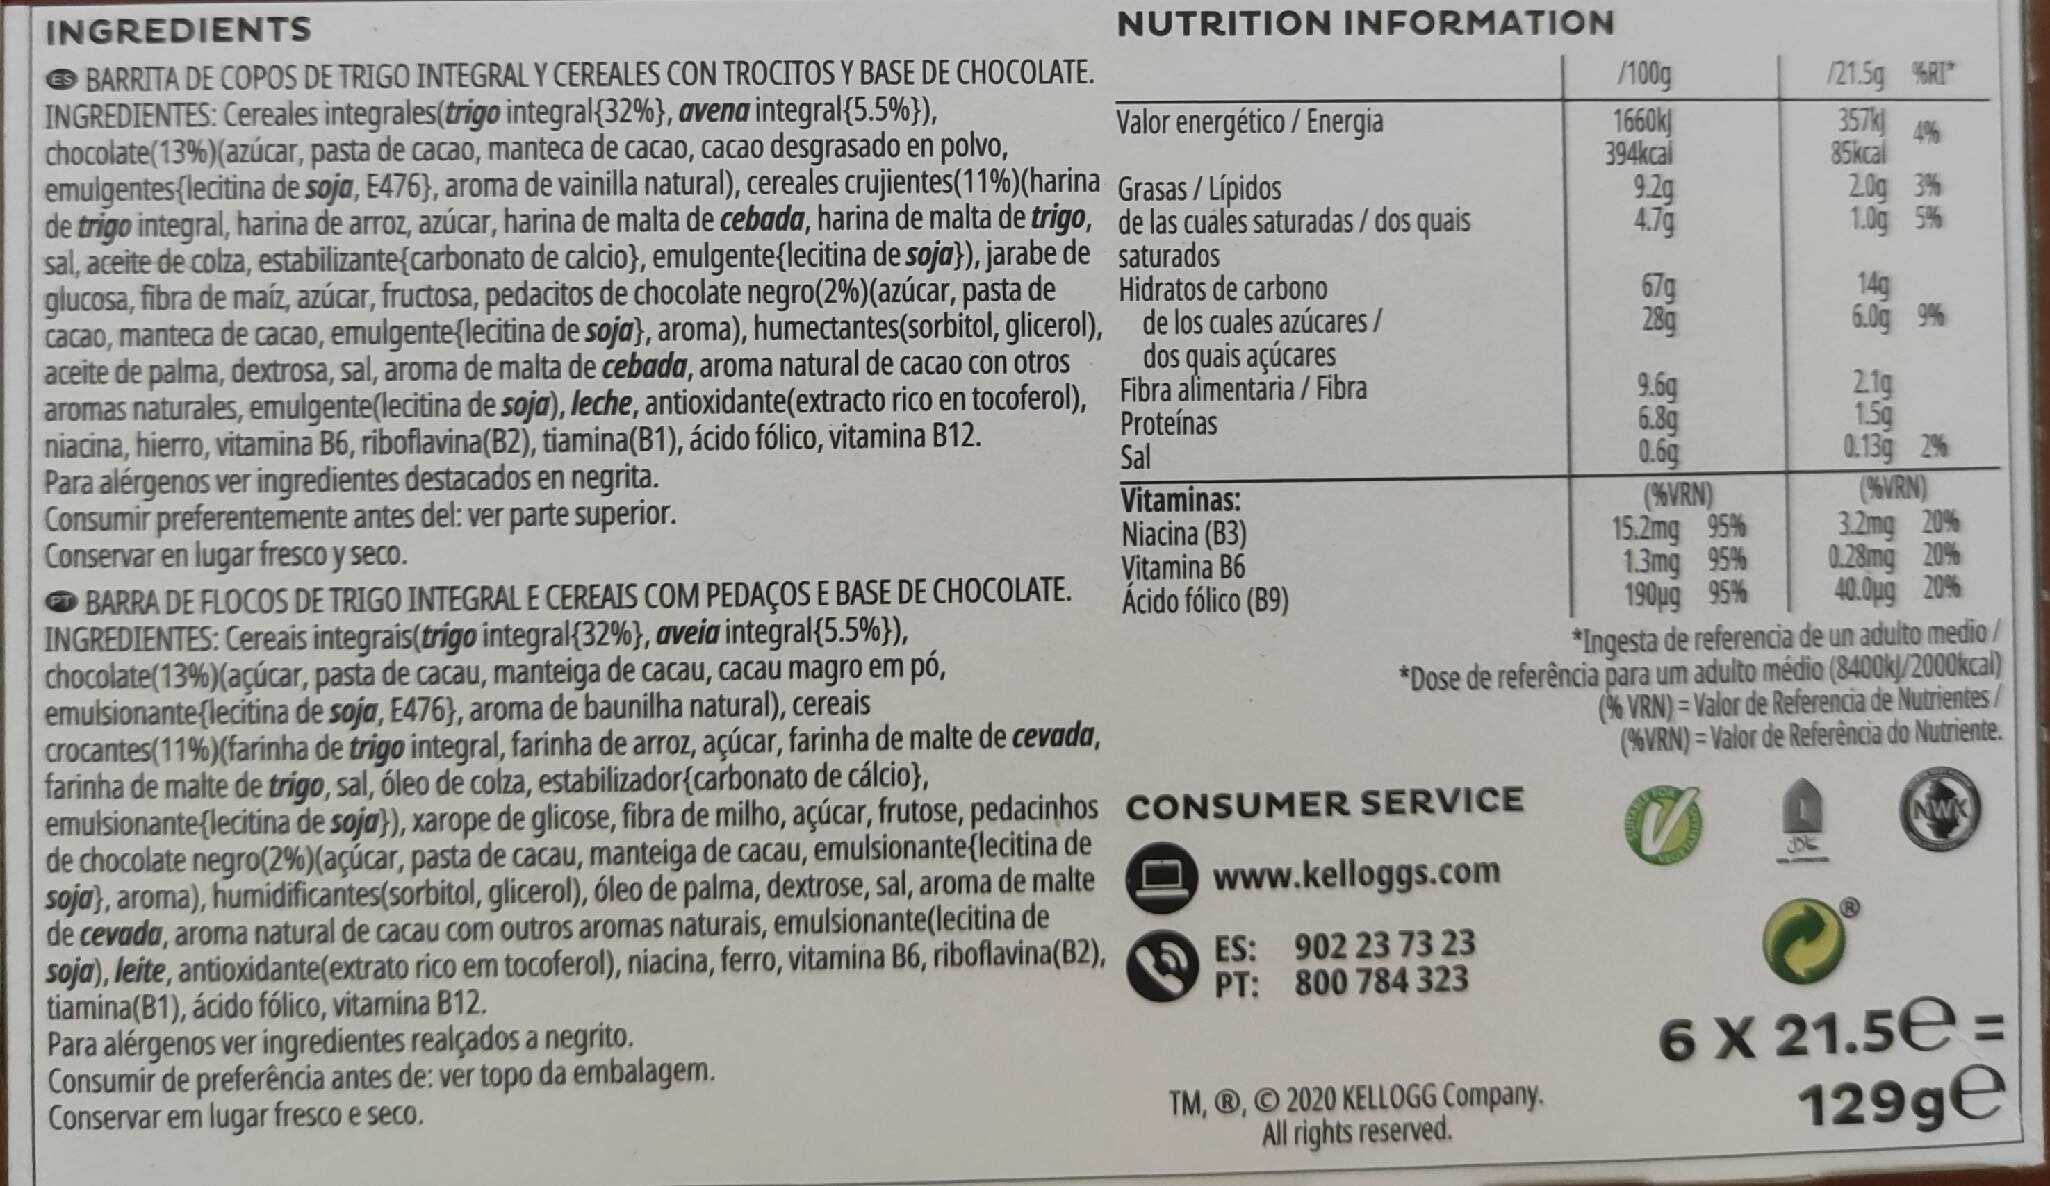 INGREDIENTS
ES BARRITA DE COPOS DE TRIGO INTEGRAL Y CEREALES CON TROCITOS Y BASE DE CHOCOLATE.
INGREDIENTES: Cereales integrales(trigo integral{32%}, avena integral{5.5%}),
chocolate(13%)(azúcar, pasta de cacao, manteca de cacao, cacao desgrasado en polvo,
emulgentes{lecitina de soja, E476}, aroma de vainilla natural), cereales crujientes(11%)(harina
de trigo integral, harina de arroz, azúcar, harina de malta de cebada, harina de malta de trigo,
sal, aceite de colza, estabilizante{carbonato de calcio}, emulgente{lecitina de soja}), jarabe de
glucosa, fibra de maíz, azúcar, fructosa, pedacitos de chocolate negro(2%)(azúcar, pasta de
cacao, manteca de cacao, emulgente{lecitina de soja}, aroma), humectantes(sorbitol, glicerol),
aceite de palma, dextrosa, sal, aroma de malta de cebada, aroma natural de cacao con otros
aromas naturales, emulgente(lecitina de soja), leche, antioxidante(extracto rico en tocoferol),
niacina, hierro, vitamina B6, riboflavina(B2), tiamina(B1), ácido fólico, vitamina B12.
Para alérgenos ver ingredientes destacados en negrita.
Consumir preferentemente antes del: ver parte superior.
Conservar en lugar fresco y seco.
PT BARRA DE FLOCOS DE TRIGO INTEGRAL E CEREAIS COM PEDAÇOS E BASE DE CHOCOLATE.
INGREDIENTES: Cereais integrais(trigo integral{32%}, aveia integral{5.5%}),
chocolate(13%)(açúcar, pasta de cacau, manteiga de cacau, cacau magro em pó,
emulsionante{lecitina de soja, E476}, aroma de baunilha natural), cereais
crocantes(11%)(farinha de trigo integral, farinha de arroz, açúcar, farinha de malte de cevada,
farinha de malte de trigo, sal, óleo de colza, estabilizador{carbonato de cálcio},
emulsionante{lecitina de soja}), xarope de glicose, fibra de milho, açúcar, frutose, pedacinhos
de chocolate negro(2%)(açúcar, pasta de cacau, manteiga de cacau, emulsionante{lecitina de
soja}, aroma), humidificantes(sorbitol, glicerol), óleo de palma, dextrose, sal, aroma de malte
de cevada, aroma natural de cacau com outros aromas naturais, emulsionante(lecitina de
soja), leite, antioxidante(extrato rico em tocoferol), niacina, ferro, vitamina B6, riboflavina(B2),
tiamina(B1), ácido fólico, vitamina B12.
Para alérgenos ver ingredientes realçados a negrito.
Consumir de preferência antes de: ver topo da embalagem.
Conservar em lugar fresco e seco.
NUTRITION INFORMATION
/100g /21.5g %RI*
Valor energético / Energia 1660kJ 357kJ 4%
394kcal 85kcal
Grasas / Lípidos 9.2g 2.0g 3%
de las cuales saturadas / dos quais 4.7g 1.0g 5%
saturados
Hidratos de carbono 67g 14g
de los cuales azúcares / 28g 6.0g 9%
dos quais açúcares
Fibra alimentaria / Fibra 9.6g 2.1g
Proteínas 6.8g 1.5g
Sal 0.6g 0.13g 2%
Vitaminas: (%VRN) (%VRN)
Niacina (B3) 15.2mg 95% 3.2mg 20%
Vitamina B6 1.3mg 95% 0.28mg 20%
Ácido fólico (B9) 190µg 95% 40.0µg 20%
*Ingesta de referencia de un adulto medio /
*Dose de referência para um adulto médio (8400kJ/2000kcal)
(% VRN) = Valor de Referencia de Nutrientes /
(%VRN) = Valor de Referência do Nutriente.
CONSUMER SERVICE
www.kelloggs.com
ES: 902 23 73 23
PT: 800 784 323
V
NWK
®
6 X 21.5e =
129ge
TM, ®, © 2020 KELLOGG Company.
All rights reserved.